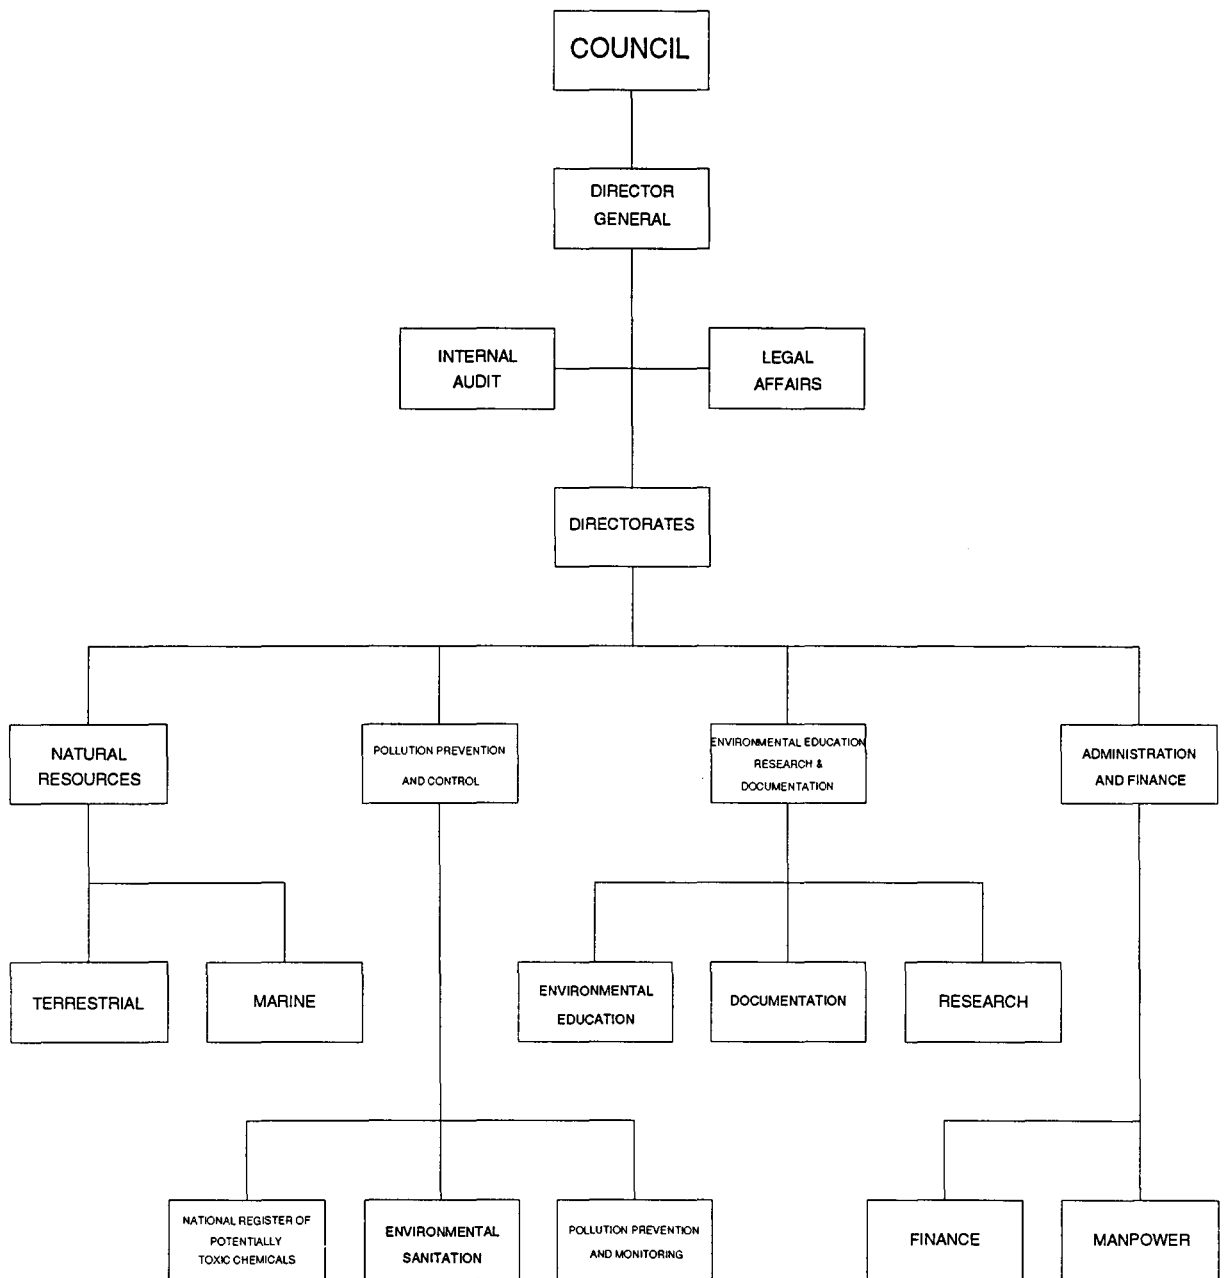 COUNCIL
DIRECTOR
GENERAL
INTERNAL
AUDIT
LEGAL
AFFAIRS
DIRECTORATES
NATURAL
RESOURCES
POLLUTION PREVENTION
AND CONTROL
ENVIRONMENTAL EDUCATION
RESEARCH &
DOCUMENTATION
ADMINISTRATION
AND FINANCE
TERRESTRIAL
MARINE
ENVIRONMENTAL
EDUCATION
DOCUMENTATION
RESEARCH
NATIONAL REGISTER OF
POTENTIALLY
TOXIC CHEMICALS
ENVIRONMENTAL
SANITATION
POLLUTION PREVENTION
AND MONITORING
FINANCE
MANPOWER